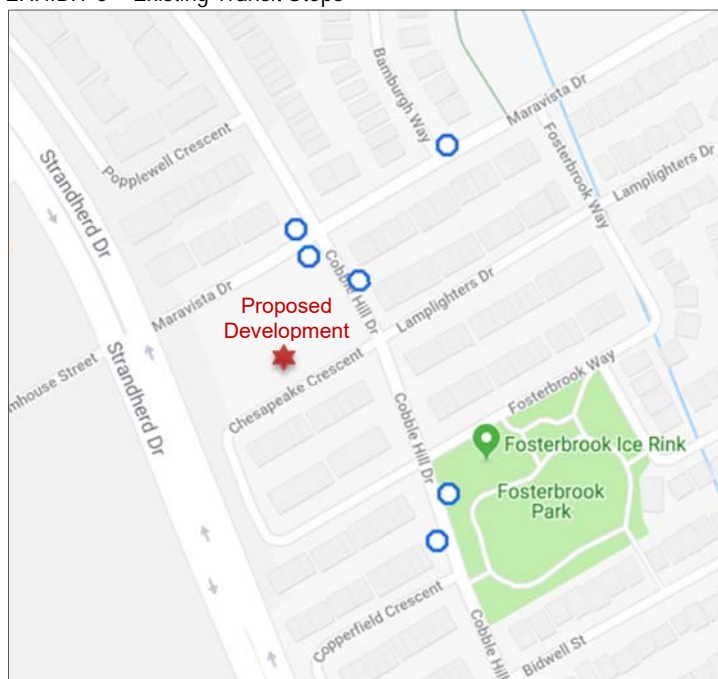 Existing Transit Stops
Bamburgh Way
Maravista Dr
Popplewell Crescent
Fosterbrook Way
Lamplighters Dr
Strandherd Dr
Cobble Hill Dr
Maravista Dr
Proposed
Development
Lamplighters Dr
mhouse Street
Strandherd Dr
Chesapeake Crescent
Fosterbrook Way
Cobble Hill Dr
Fosterbrook Ice Rink
Fosterbrook
Park
Copperfield Crescent
Cobble Hill
Bidwell St